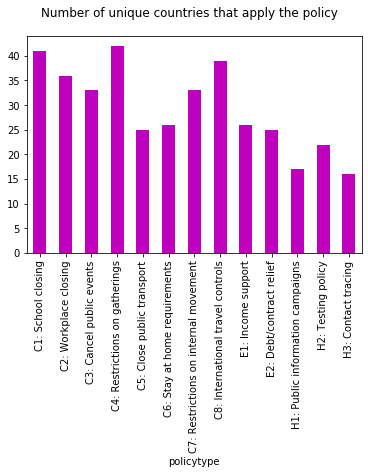 Number of unique countries that apply the policy
40
35
30
25
20
15
10
5
0
C1: School closing
C2: Workplace closing
C3: Cancel public events
C4: Restrictions on gatherings
C5: Close public transport
C6: Stay at home requirements
C7: Restrictions on internal movement
C8: International travel controls
E1: Income support
E2: Debt/contract relief
H1: Public information campaigns
H2: Testing policy
H3: Contact tracing
policytype